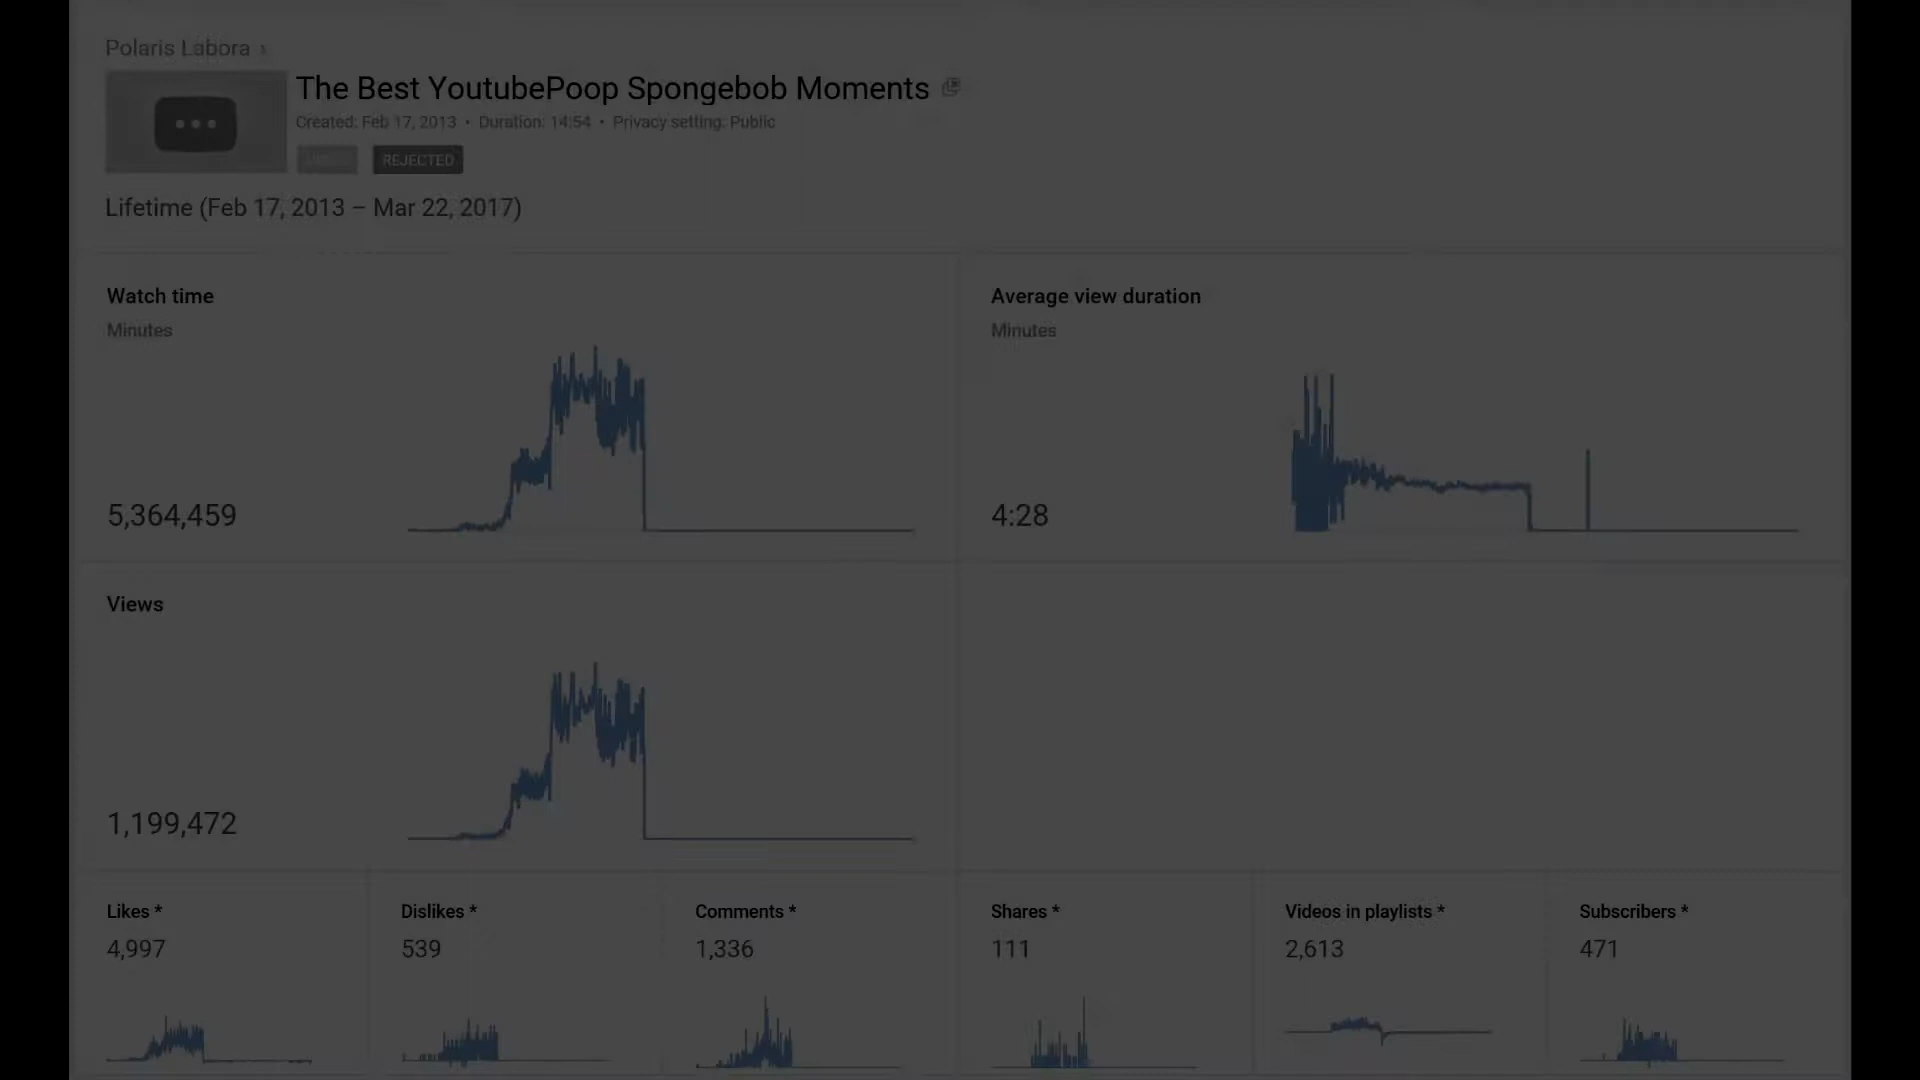 Polaris Labora
The Best YoutubePoop Spongebob Moments
Created: Feb 17, 2013 • Duration: 14:54 • Privacy setting: Public
REJECTED
Lifetime (Feb 17, 2013 – Mar 22, 2017)
Watch time
Minutes
5,364,459
Average view duration
Minutes
4:28
Views
1,199,472
Likes *
4,997
Dislikes *
539
Comments *
1,336
Shares *
111
Videos in playlists *
2,613
Subscribers *
471